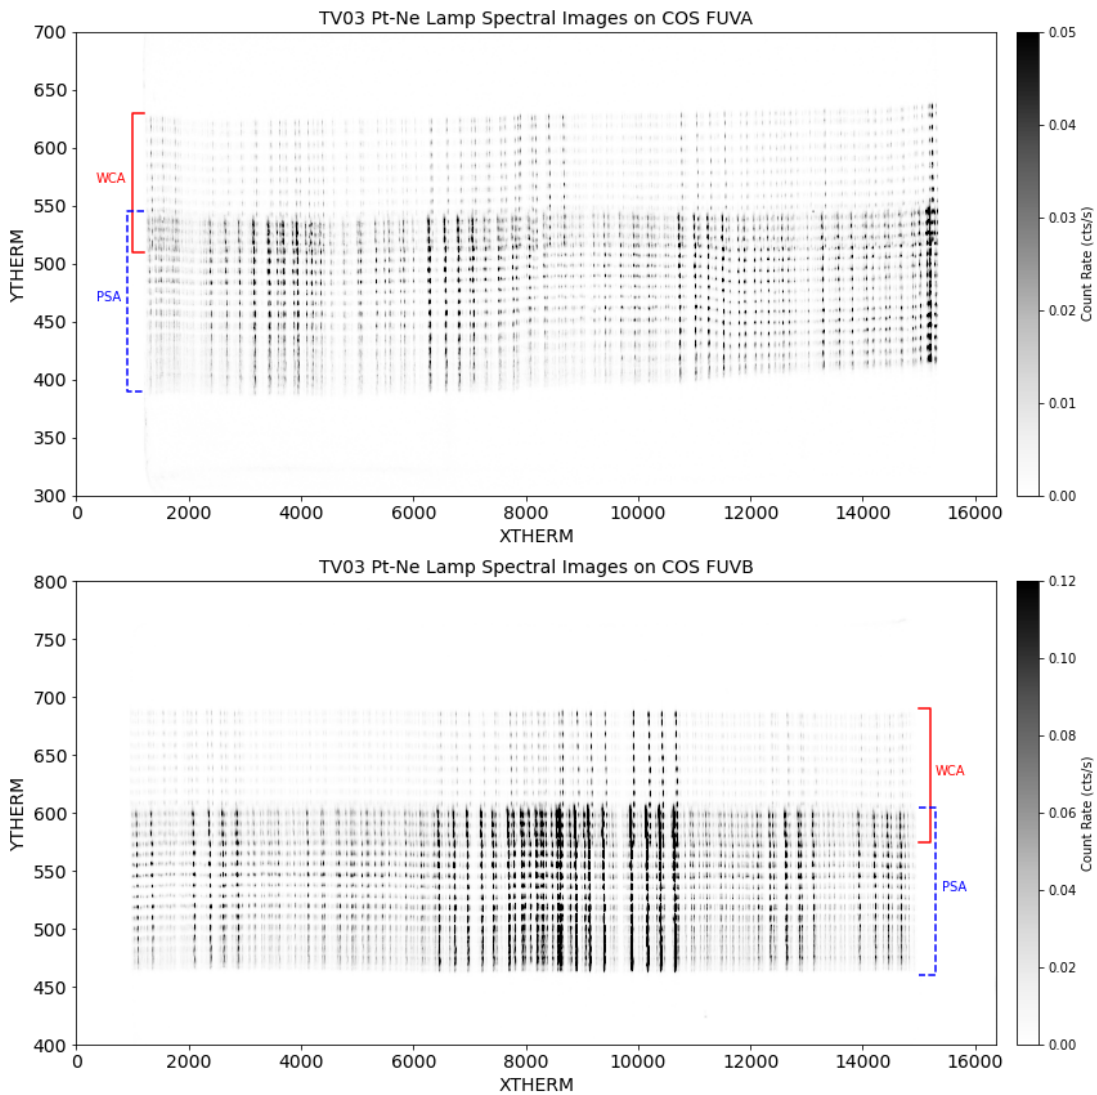 TV03 Pt-Ne Lamp Spectral Images on COS FUVA
700
650
600
550
500
450
400
350
300
YTHERM
WCA
PSA
0 2000 4000 6000 8000 10000 12000 14000 16000
XTHERM
0.05
0.04
0.03
0.02
0.01
0.00
Count Rate (cts/s)
TV03 Pt-Ne Lamp Spectral Images on COS FUVB
800
750
700
650
600
550
500
450
400
YTHERM
WCA
PSA
0 2000 4000 6000 8000 10000 12000 14000 16000
XTHERM
0.12
0.10
0.08
0.06
0.04
0.02
0.00
Count Rate (cts/s)